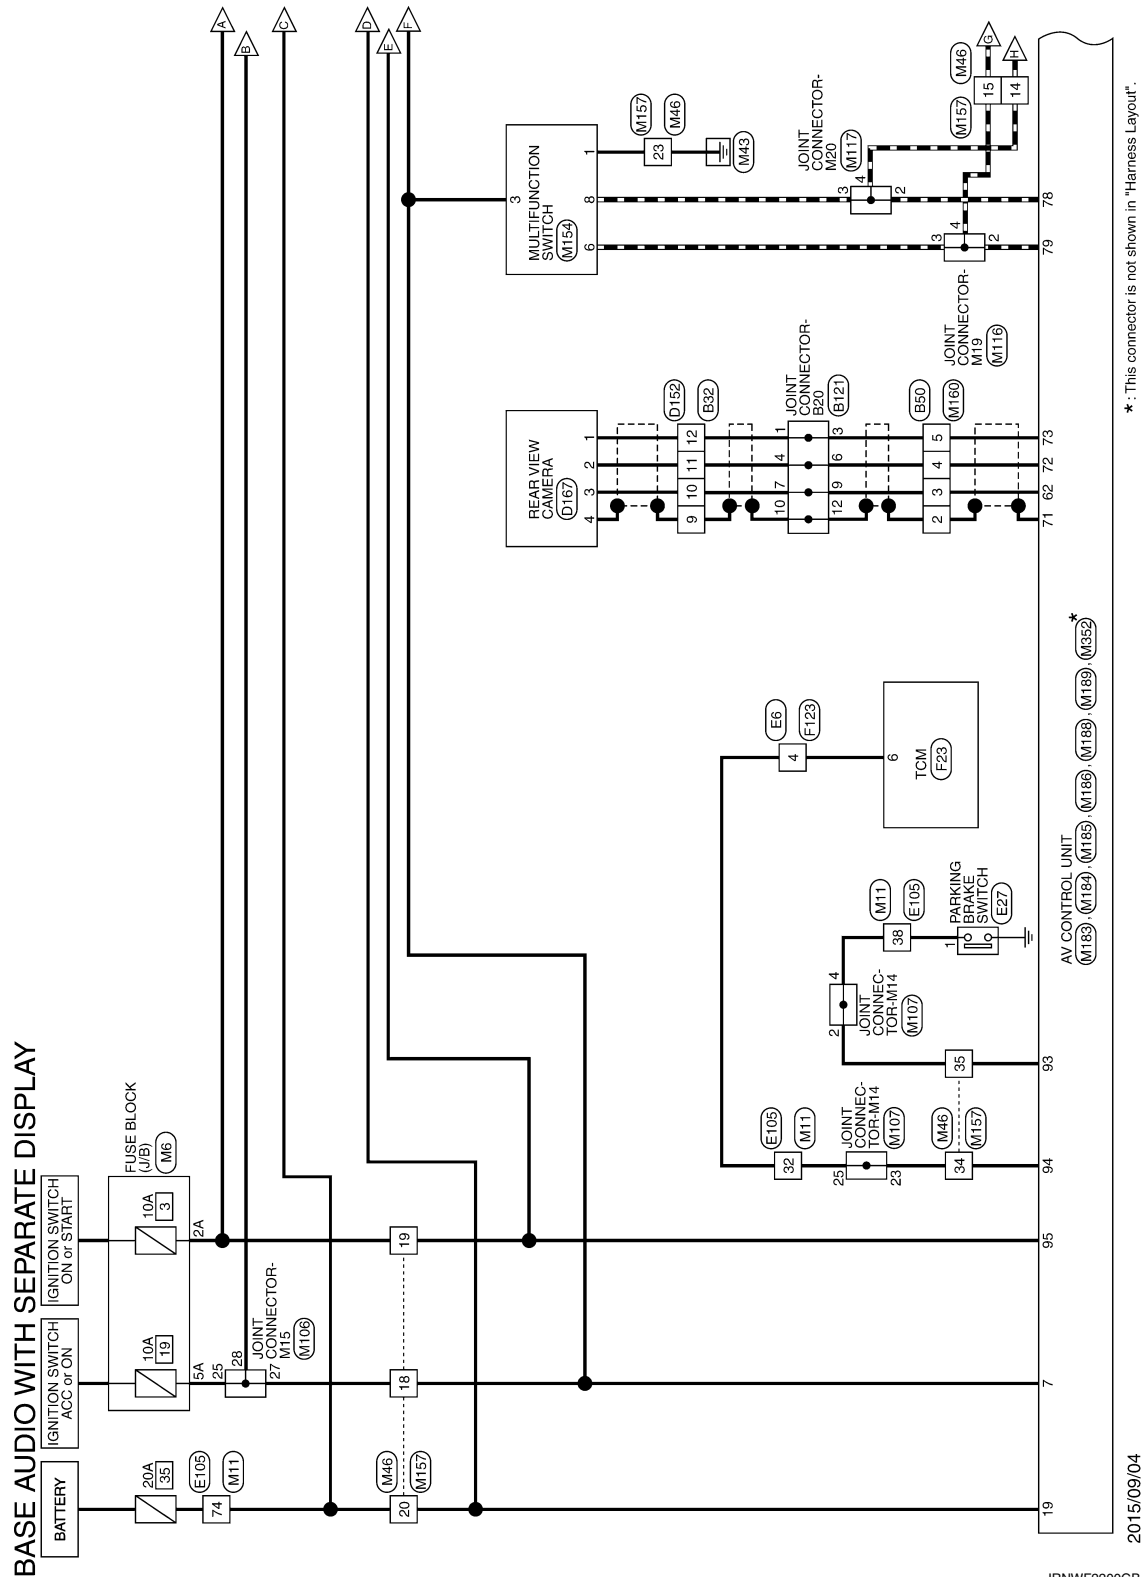 BASE AUDIO WITH SEPARATE DISPLAY
BATTERY
IGNITION SWITCH
ACC or ON
IGNITION SWITCH
ON or START
FUSE BLOCK
(J/B)
M6
20A
35
10A
19
10A
3
E105
74
M11
5A
2A
25
28
27
JOINT
CONNECTOR-
M15
M106
A
B
C
D
E
F
M46
20
M157
18
19
MULTIFUNCTION
SWITCH
M154
3
6
8
1
M157
23
M46
M43
REAR VIEW
CAMERA
D167
4
3
2
1
D152
9
10
11
12
B32
JOINT
CONNECTOR-
B20
B121
10
7
4
1
12
9
6
3
B50
2
3
4
5
M160
JOINT
CONNECTOR-
M20
M117
3
4
2
JOINT
CONNECTOR-
M19
M116
3
4
2
M46
15
14
M157
G
H
E105
32
M11
25
23
JOINT
CONNEC-
TOR-M14
M107
M46
34
35
M157
2
4
JOINT
CONNEC-
TOR-M14
M107
M11
38
E105
1
PARKING
BRAKE
SWITCH
E27
E6
4
F123
6
TCM
F23
19
7
95
94
93
71
62
72
73
79
78
AV CONTROL UNIT
M183 , M184 , M185 , M186 , M188 , M189 , M352 *
* : This connector is not shown in "Harness Layout".
2015/09/04